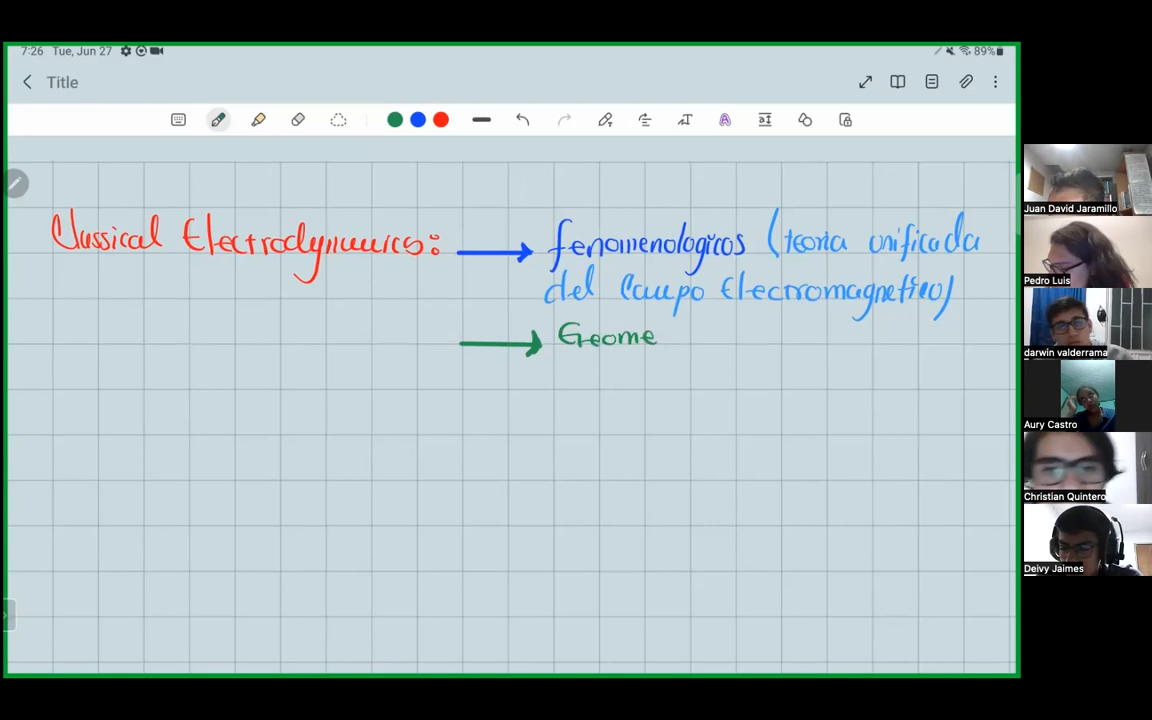 7:26 Tue, Jun 27 89%
Title
Classical Electrodynamics: fenomenologicos (teoria unificada
del Campo Electromagnetico)
Geome
Juan David Jaramillo
Pedro Luis
darwin valderrama
Aury Castro
Christian Quintero
Deivy Jaimes